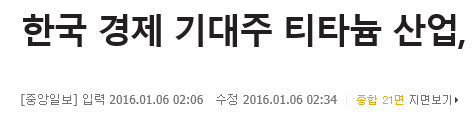 한국 경제 기대주 티타늄 산업,
[중앙일보] 입력 2016.01.06 02:06 수정 2016.01.06 02:34 종합 21면 지면보기